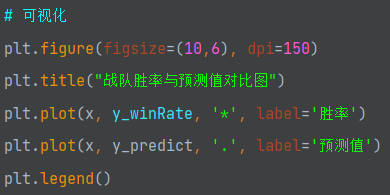 # 可视化
plt.figure(figsize=(10,6), dpi=150)
plt.title("战队胜率与预测值对比图")
plt.plot(x, y_winRate, '*', label='胜率')
plt.plot(x, y_predict, '.', label='预测值')
plt.legend()